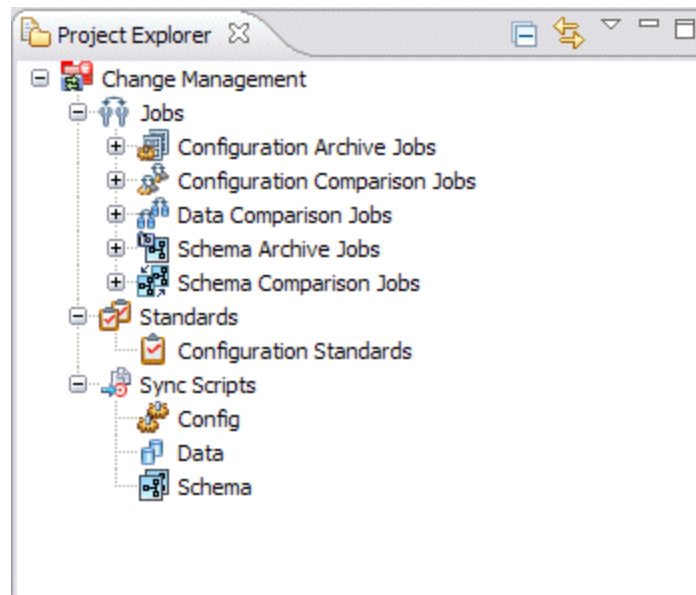 Project Explorer
Change Management
Jobs
Configuration Archive Jobs
Configuration Comparison Jobs
Data Comparison Jobs
Schema Archive Jobs
Schema Comparison Jobs
Standards
Configuration Standards
Sync Scripts
Config
Data
Schema